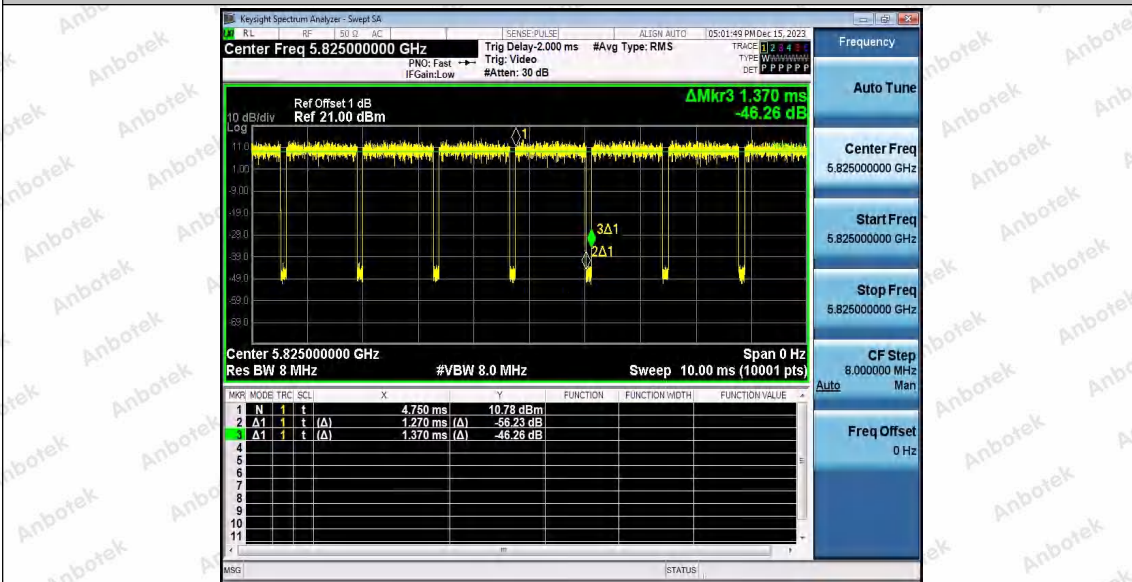 Keysight Spectrum Analyzer - Swept SA
RL RF 50 Ω AC SENSE:PULSE ALIGN AUTO 05:01:49 PM Dec 15, 2023
Center Freq 5.825000000 GHz
PNO: Fast
IFGain:Low
Trig Delay-2.000 ms
Trig: Video
#Atten: 30 dB
#Avg Type: RMS
TRACE 1 2 3 4 5 6
TYPE WWWWWWW
DET P P P P P P
ΔMkr3 1.370 ms
-46.26 dB
Ref Offset 1 dB
10 dB/div Ref 21.00 dBm
Log
11.0
1.00
-9.00
-19.0
-29.0
-39.0
-49.0
-59.0
-69.0
1
3Δ1
2Δ1
Center 5.825000000 GHz Span 0 Hz
Res BW 8 MHz #VBW 8.0 MHz Sweep 10.00 ms (10001 pts)
MKR MODE TRC SCL X Y FUNCTION FUNCTION WIDTH FUNCTION VALUE
1 N 1 t 4.750 ms 10.78 dBm
2 Δ1 1 t (Δ) 1.270 ms (Δ) -56.23 dB
3 Δ1 1 t (Δ) 1.370 ms (Δ) -46.26 dB
4
5
6
7
8
9
10
11
MSG STATUS
Frequency
Auto Tune
Center Freq
5.825000000 GHz
Start Freq
5.825000000 GHz
Stop Freq
5.825000000 GHz
CF Step
8.000000 MHz
Auto Man
Freq Offset
0 Hz
Anbotek